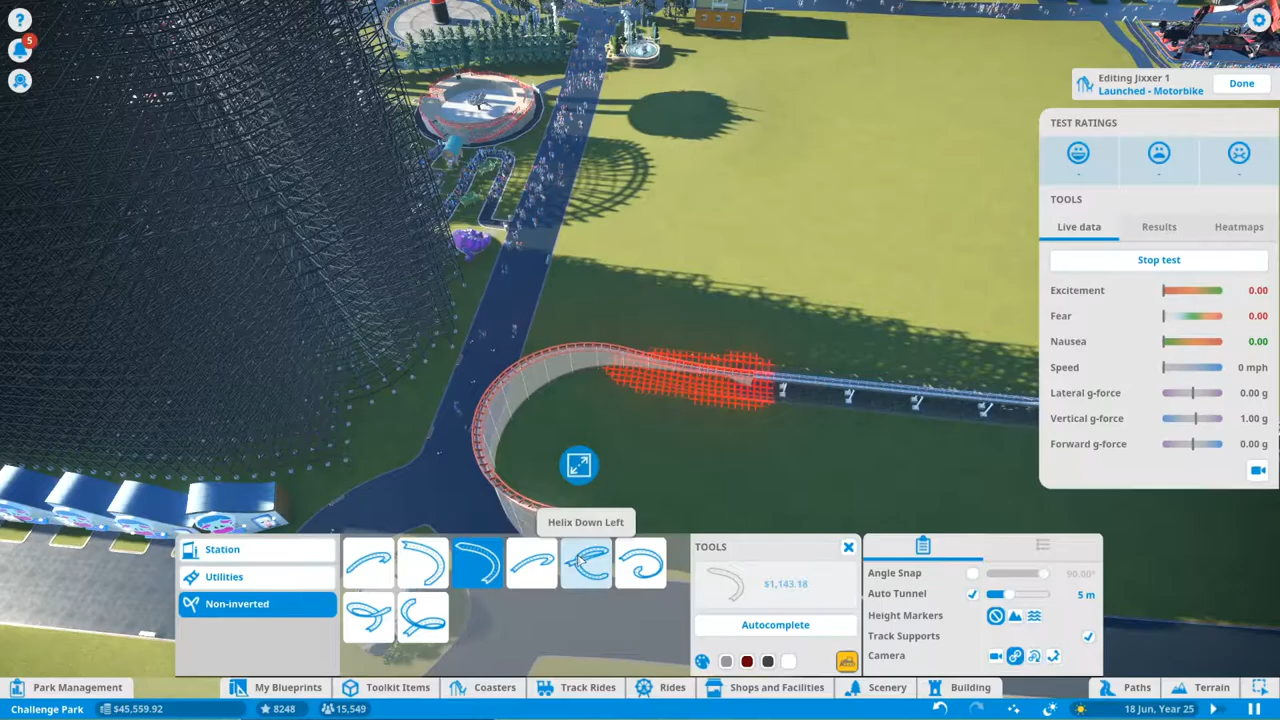 ?
5
Editing Jixxer 1
Launched - Motorbike
Done
TEST RATINGS
- - -
TOOLS
Live data Results Heatmaps
Stop test
Excitement 0.00
Fear 0.00
Nausea 0.00
Speed 0 mph
Lateral g-force 0.00 g
Vertical g-force 1.00 g
Forward g-force 0.00 g
Helix Down Left
Station
Utilities
Non-inverted
TOOLS
$1,143.18
Autocomplete
Angle Snap 90.00°
Auto Tunnel 5 m
Height Markers
Track Supports
Camera
Park Management My Blueprints Toolkit Items Coasters Track Rides Rides Shops and Facilities Scenery Building Paths Terrain
Challenge Park $45,559.92 8248 15,549 18 Jun, Year 25